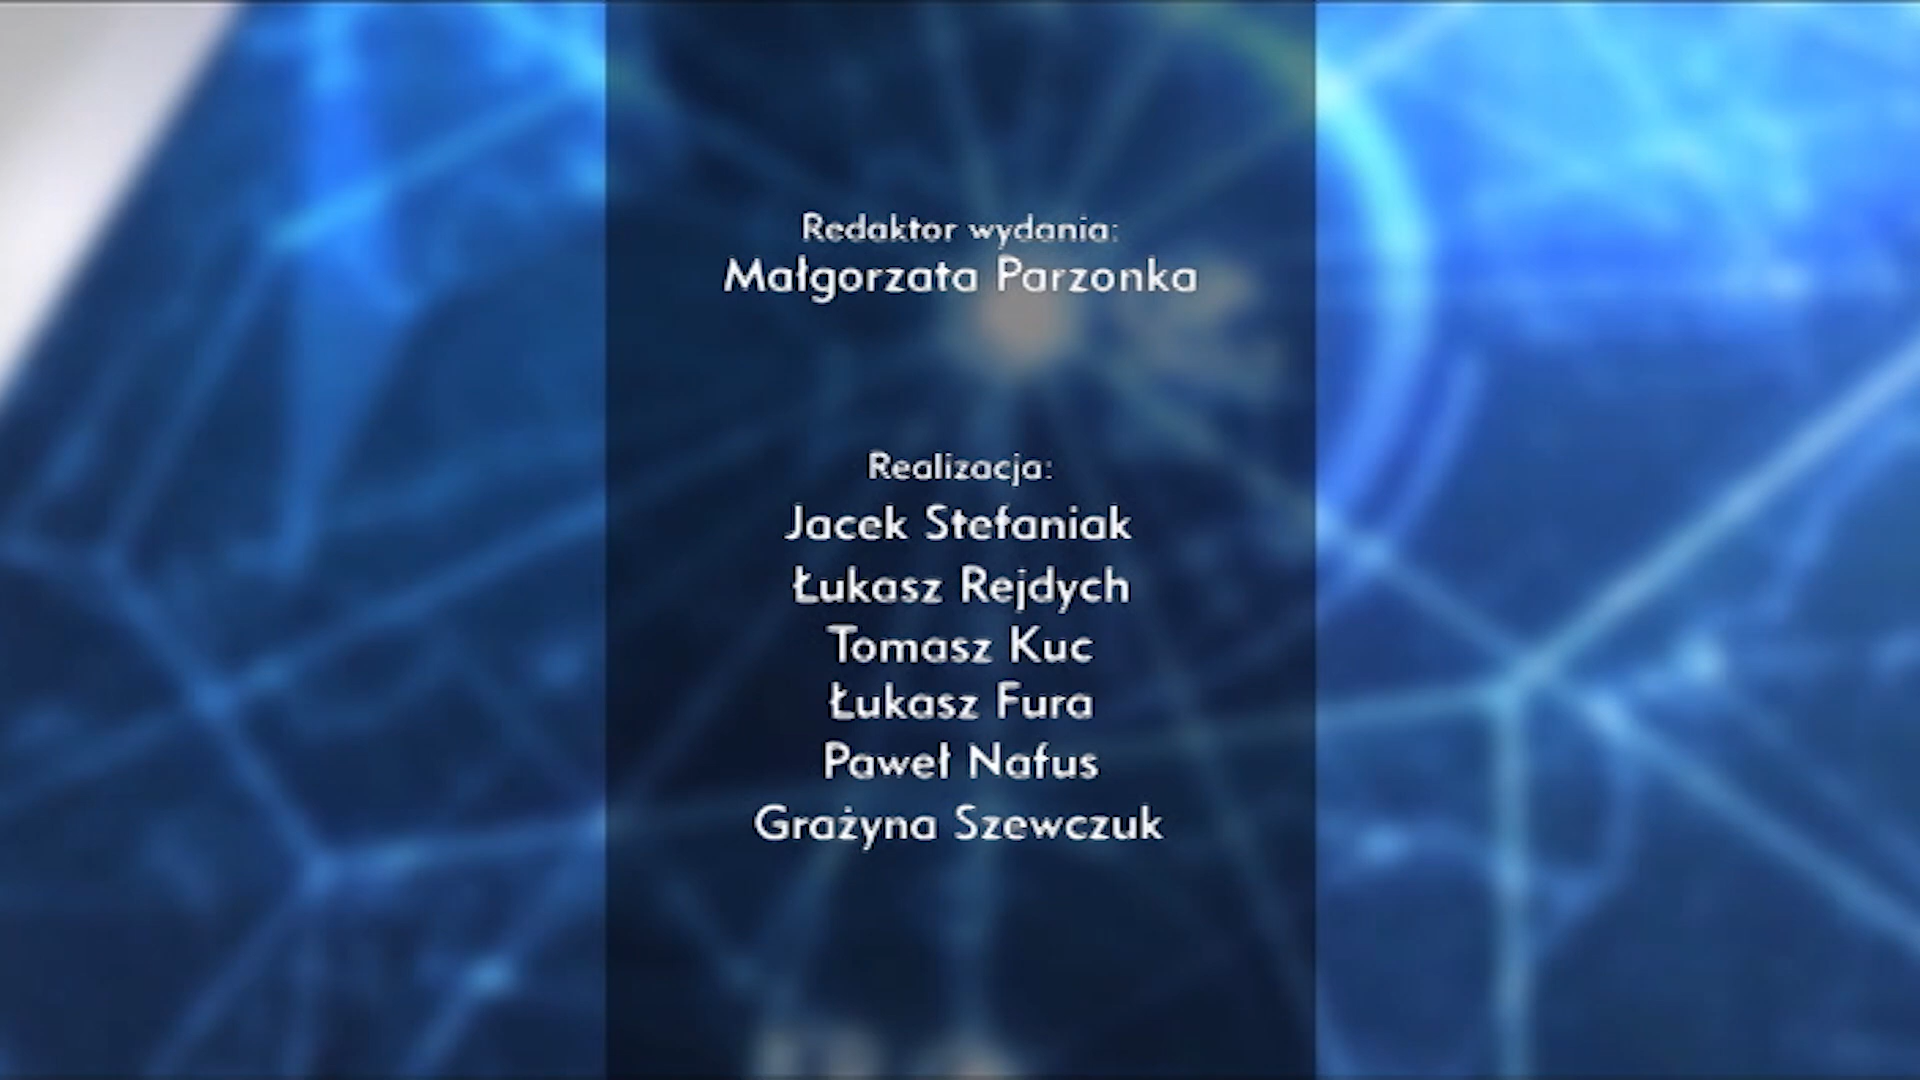 Redaktor wydania:
Małgorzata Parzonka
Realizacja:
Jacek Stefaniak
Łukasz Rejdych
Tomasz Kuc
Łukasz Fura
Paweł Nafus
Grażyna Szewczuk